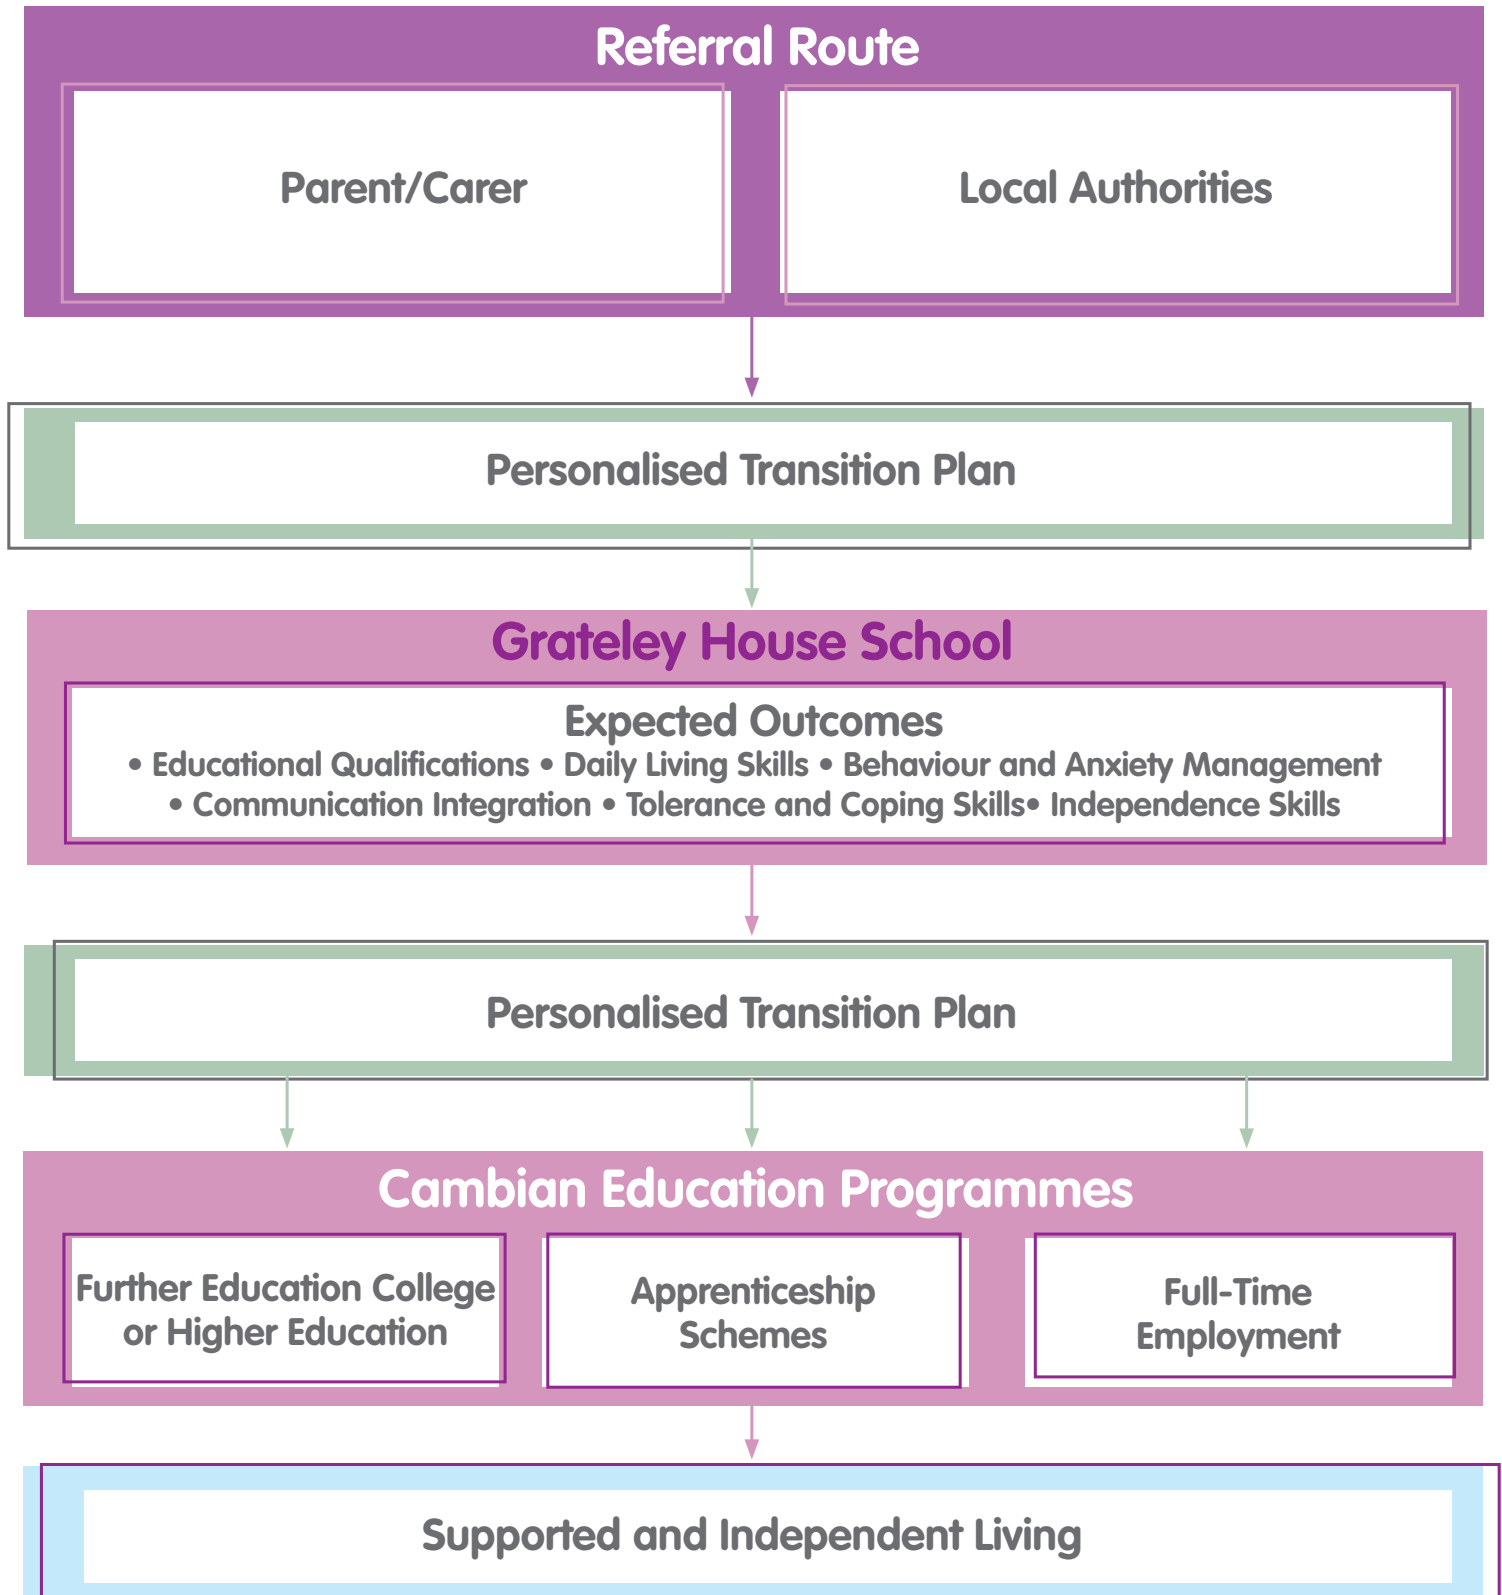 Referral Route
Parent/Carer
Local Authorities
Personalised Transition Plan
Grateley House School
Expected Outcomes
• Educational Qualifications • Daily Living Skills • Behaviour and Anxiety Management
• Communication Integration • Tolerance and Coping Skills• Independence Skills
Personalised Transition Plan
Cambian Education Programmes
Further Education College
or Higher Education
Apprenticeship
Schemes
Full-Time
Employment
Supported and Independent Living